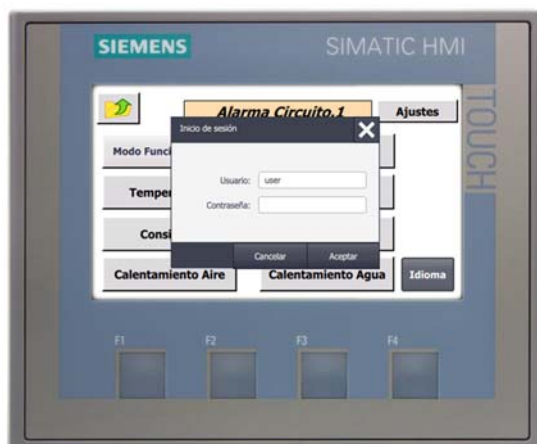 SIEMENS
SIMATIC HMI
TOUCH
Alarma Circuito.1
Ajustes
Inicio de sesión
Modo Funci
Usuario: user
Temper
Contraseña:
Consi
Cancelar
Aceptar
Calentamiento Aire
Calentamiento Agua
Idioma
F1
F2
F3
F4